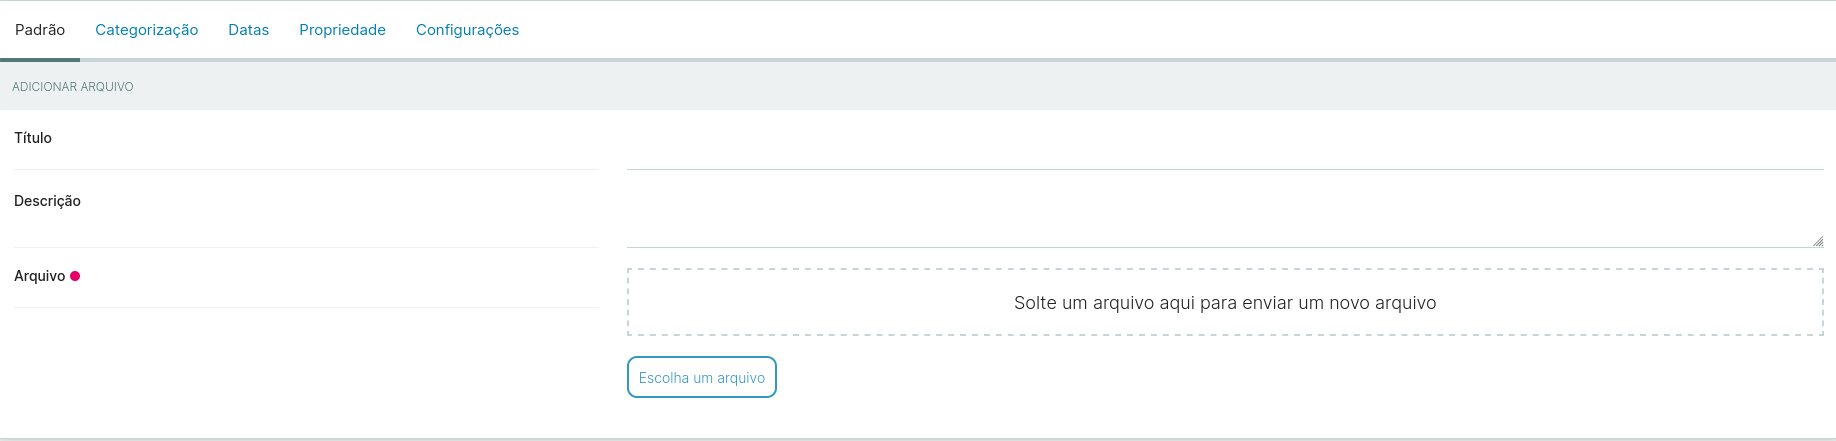 Padrão Categorização Datas Propriedade Configurações
ADICIONAR ARQUIVO
Título
Descrição
Arquivo
Solte um arquivo aqui para enviar um novo arquivo
Escolha um arquivo